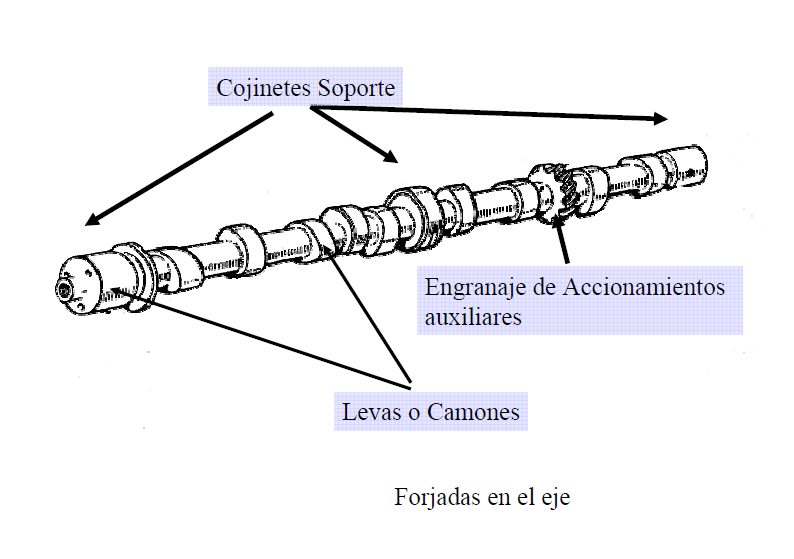 Cojinetes Soporte
Engranaje de Accionamientos
auxiliares
Levas o Camones
Forjadas en el eje